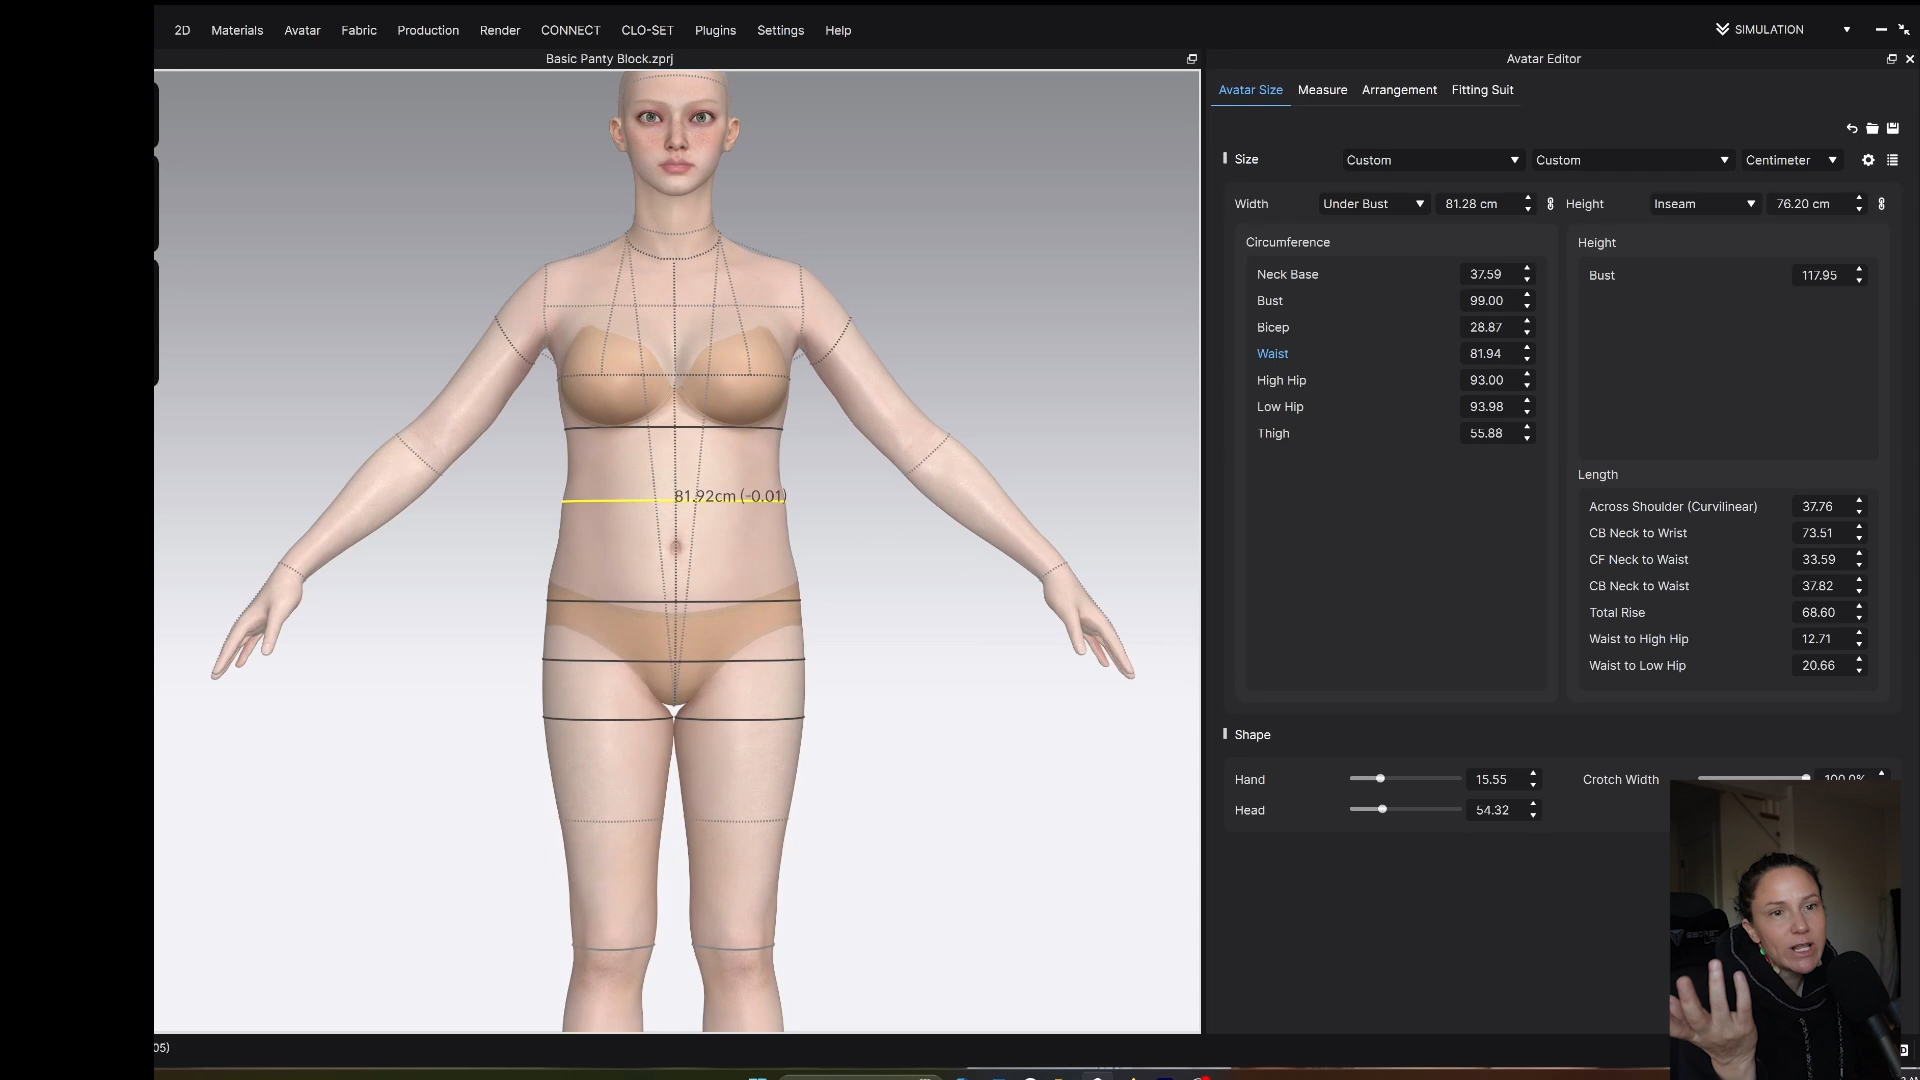 2D Materials Avatar Fabric Production Render CONNECT CLO-SET Plugins Settings Help
SIMULATION
Basic Panty Block.zprj
Avatar Editor
Avatar Size Measure Arrangement Fitting Suit
Size Custom Custom Centimeter
Width Under Bust 81.28 cm Height Inseam 76.20 cm
Circumference
Neck Base 37.59
Bust 99.00
Bicep 28.87
Waist 81.94
High Hip 93.00
Low Hip 93.98
Thigh 55.88
Height
Bust 117.95
Length
Across Shoulder (Curvilinear) 37.76
CB Neck to Wrist 73.51
CF Neck to Waist 33.59
CB Neck to Waist 37.82
Total Rise 68.60
Waist to High Hip 12.71
Waist to Low Hip 20.66
81.92cm (-0.01)
Shape
Hand 15.55
Crotch Width 100.0%
Head 54.32
05)